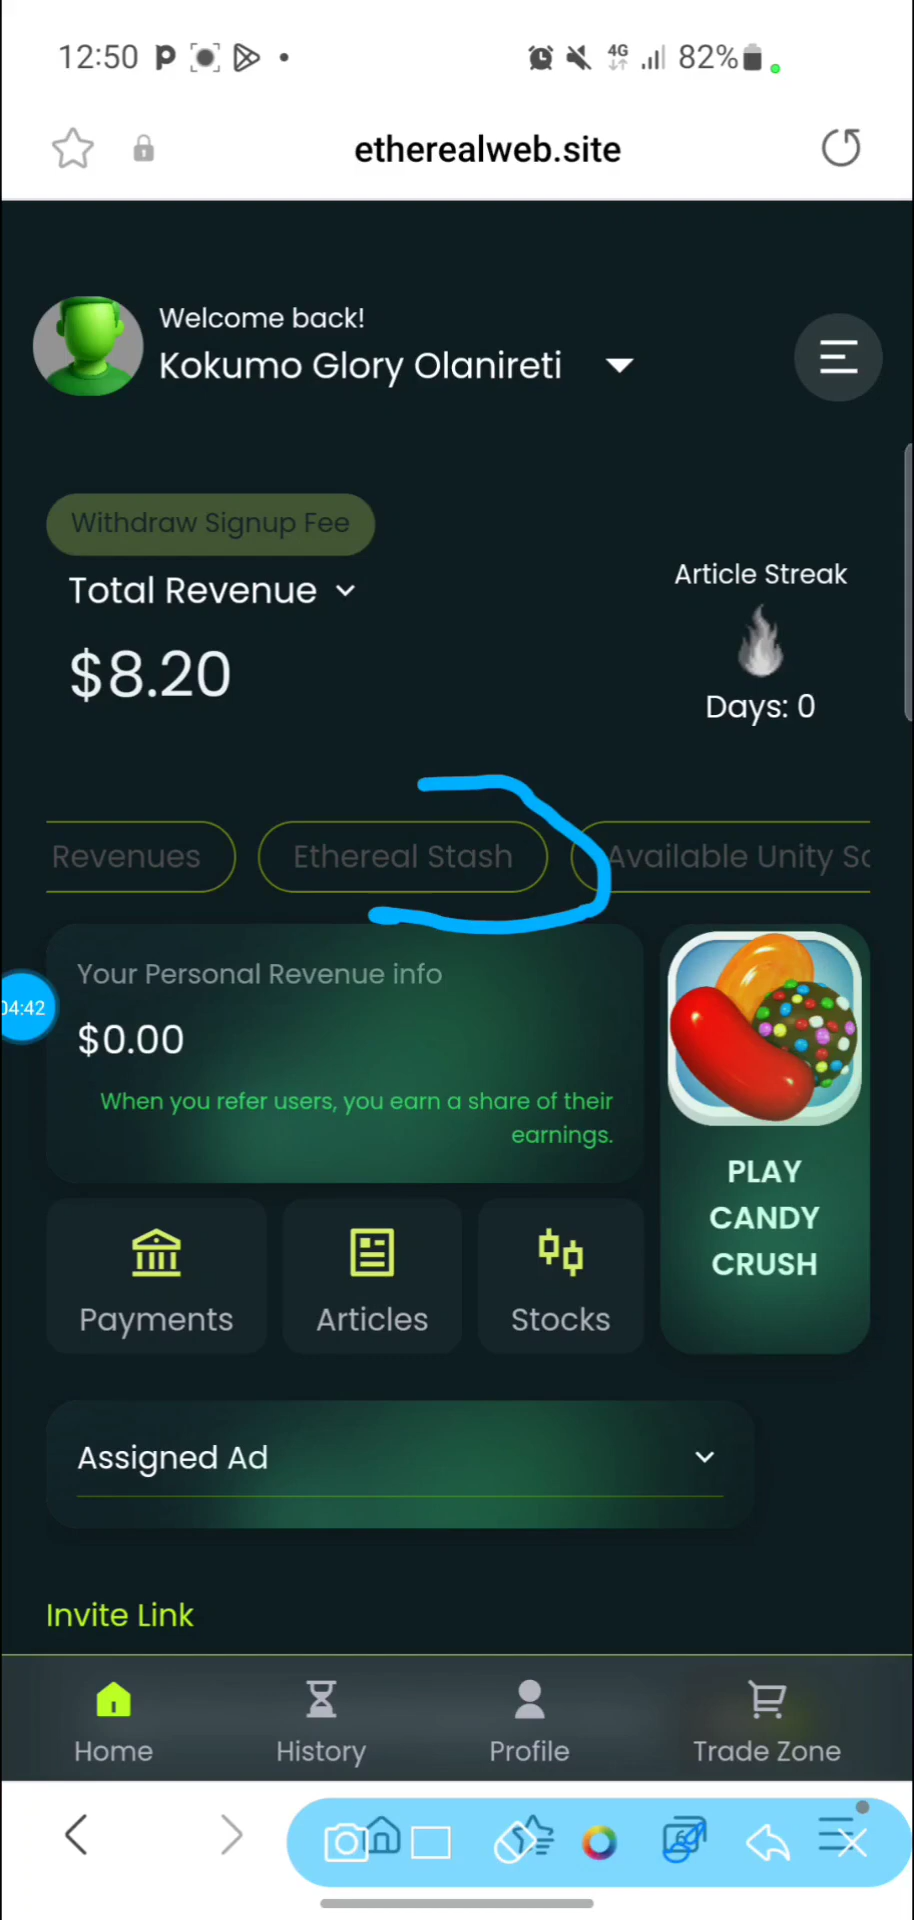 12:50
4G
82%
etherealweb.site
Welcome back!
Kokumo Glory Olanireti
Withdraw Signup Fee
Total Revenue
$8.20
Article Streak
Days: 0
Revenues
Ethereal Stash
Available Unity Sc
Your Personal Revenue info
$0.00
When you refer users, you earn a share of their
earnings.
04:42
PLAY
CANDY
CRUSH
Payments
Articles
Stocks
Assigned Ad
Invite Link
Home
History
Profile
Trade Zone